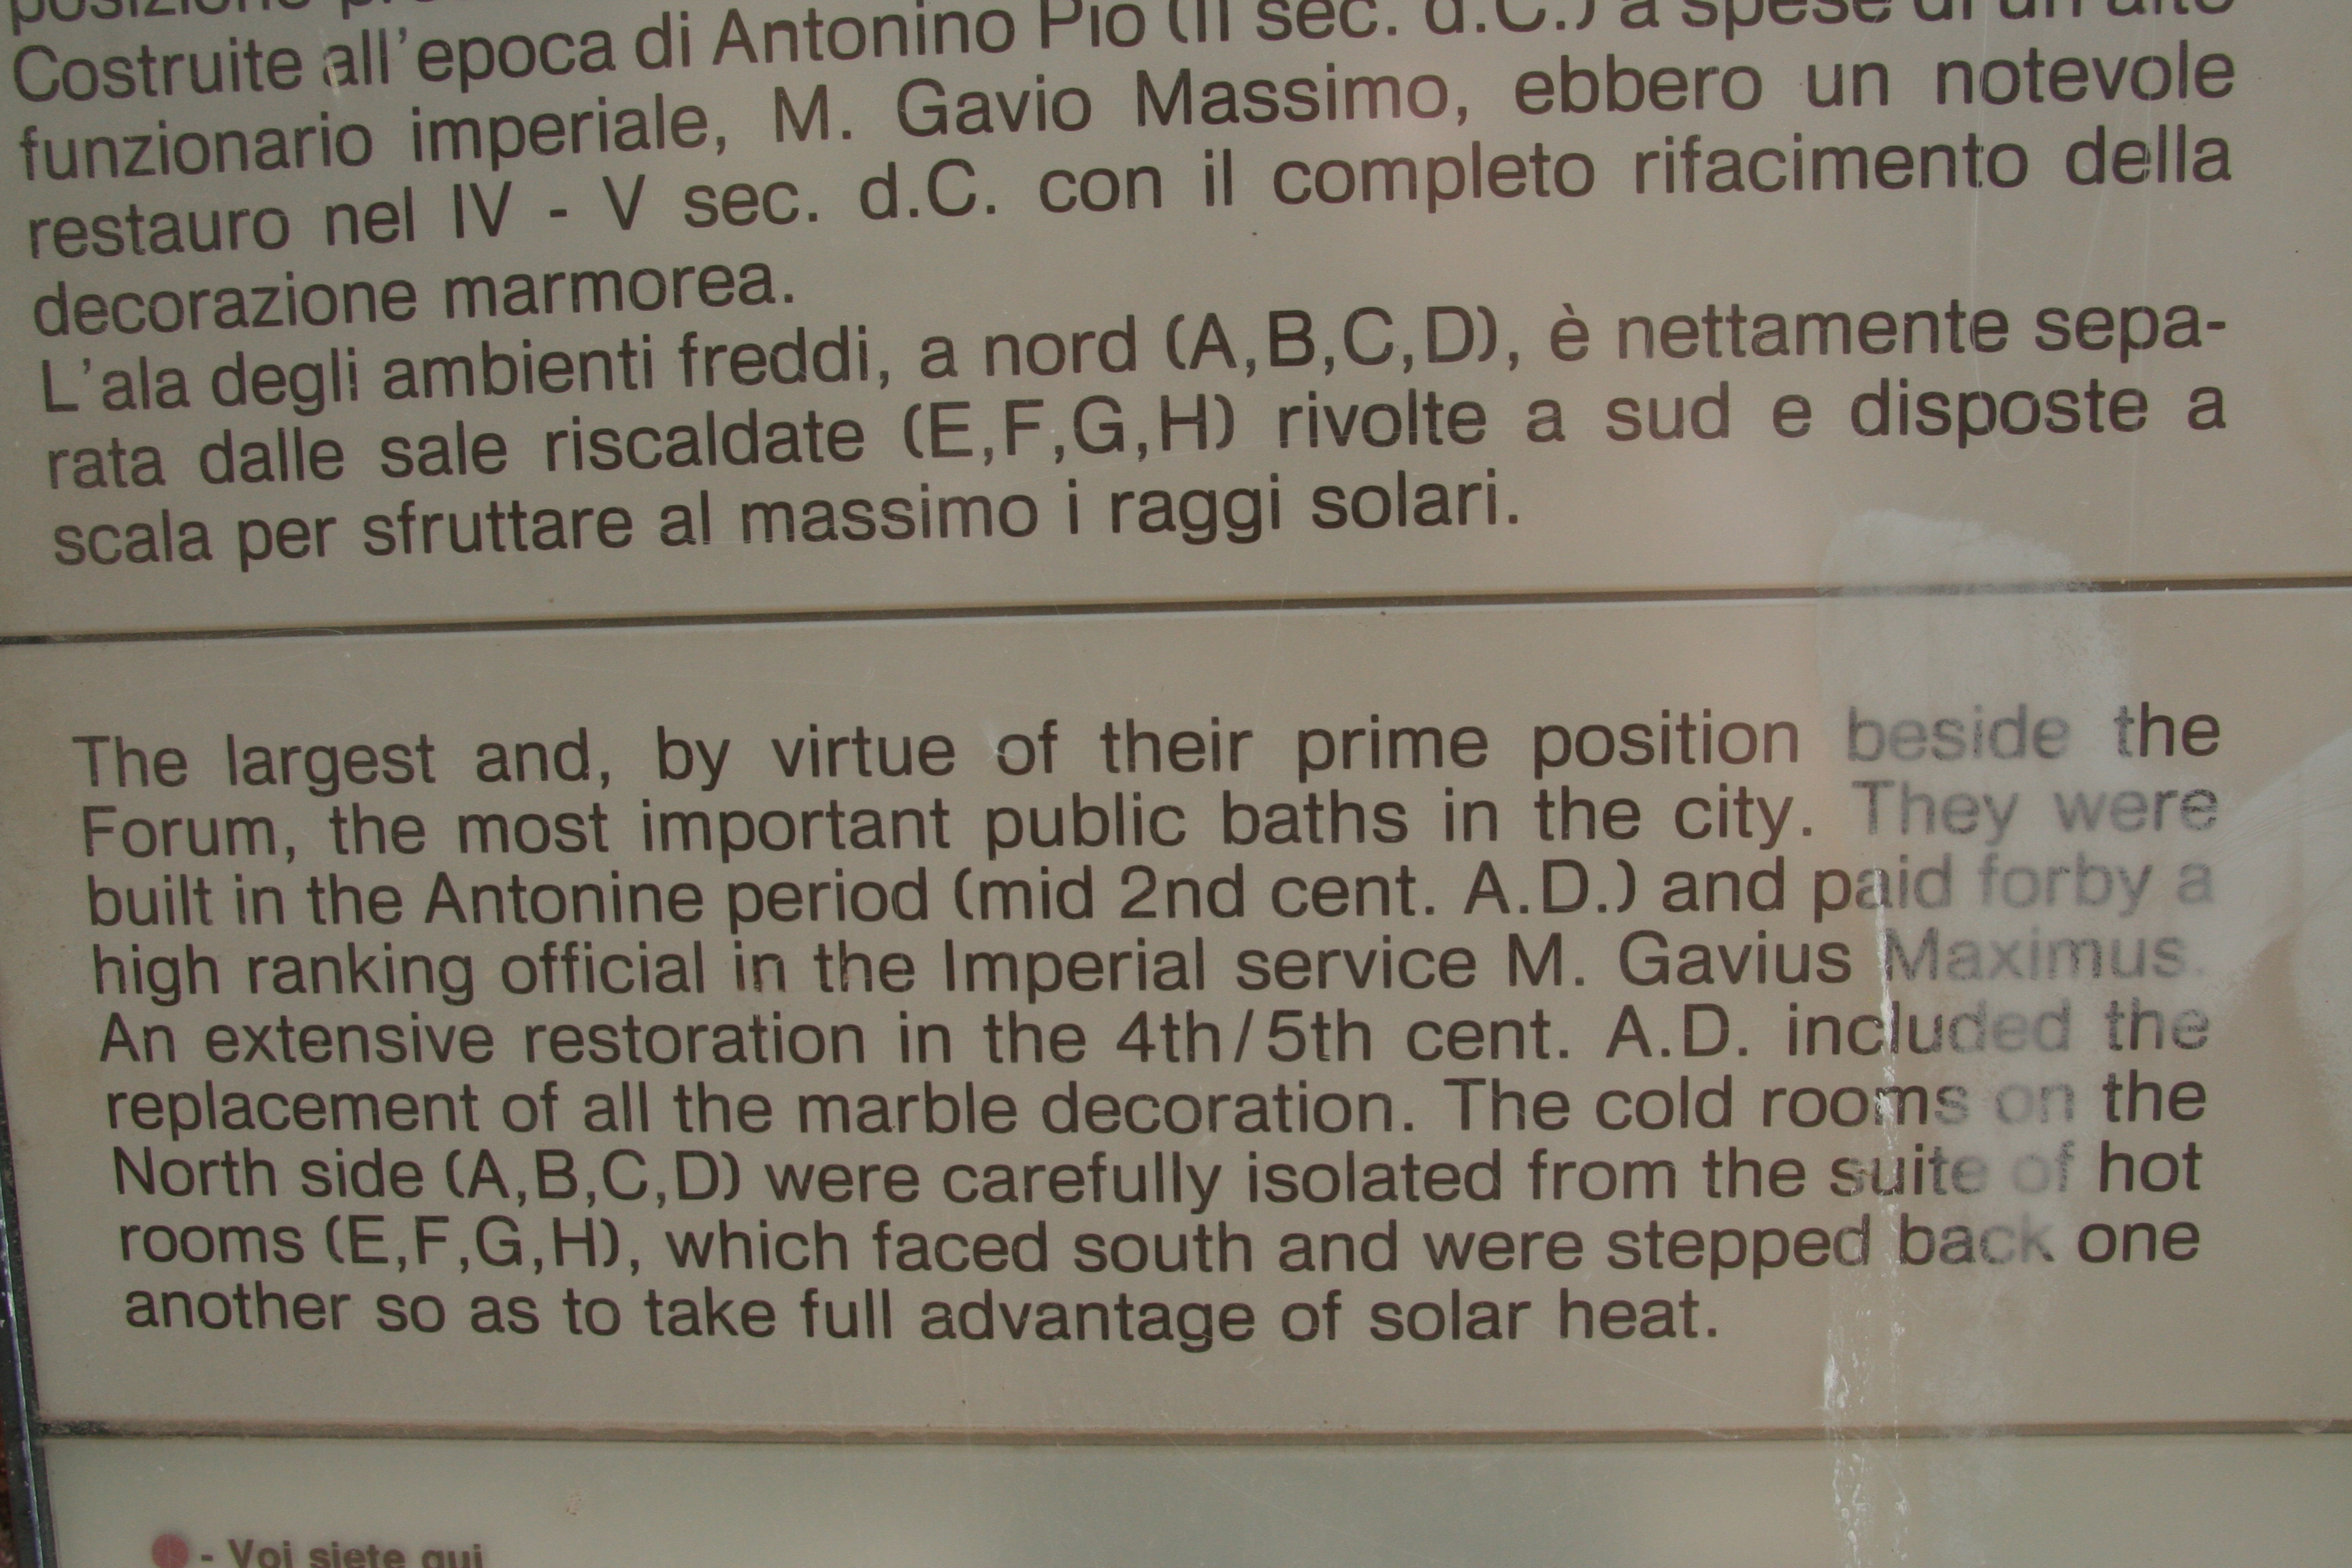 posizione
Costruite all'epoca di Antonino Pio (II sec. d.C.) a spese di un alto
funzionario imperiale, M. Gavio Massimo, ebbero un notevole
restauro nel IV - V sec. d.C. con il completo rifacimento della
decorazione marmorea.
L'ala degli ambienti freddi, a nord (A,B,C,D), è nettamente sepa-
rata dalle sale riscaldate (E,F,G,H) rivolte a sud e disposte a
scala per sfruttare al massimo i raggi solari.
The largest and, by virtue of their prime position beside the
Forum, the most important public baths in the city. They were
built in the Antonine period (mid 2nd cent. A.D.) and paid forby a
high ranking official in the Imperial service M. Gavius Maximus.
An extensive restoration in the 4th/5th cent. A.D. included the
replacement of all the marble decoration. The cold rooms on the
North side (A,B,C,D) were carefully isolated from the suite of hot
rooms (E,F,G,H), which faced south and were stepped back one
another so as to take full advantage of solar heat.
- Voi siete qui